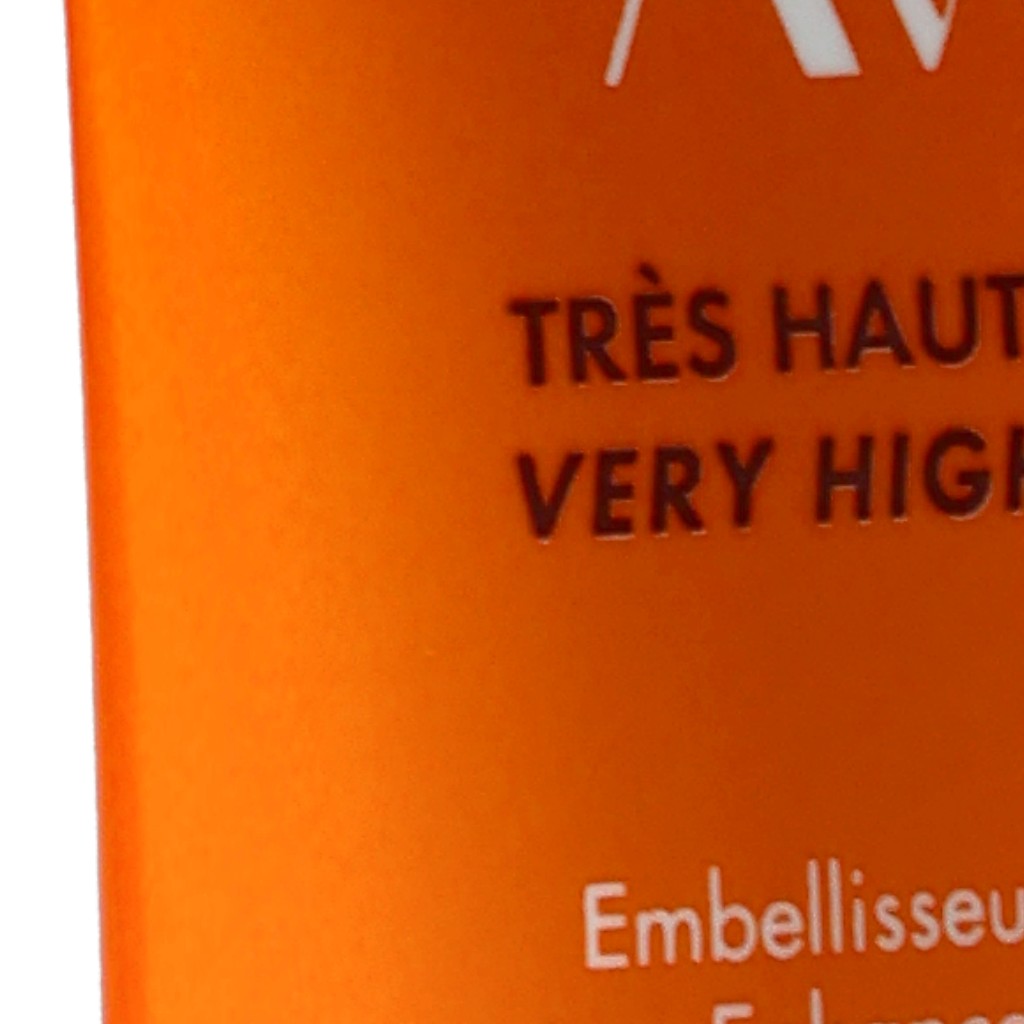 TRÈS HAUT
VERY HIGH
Embellisseu